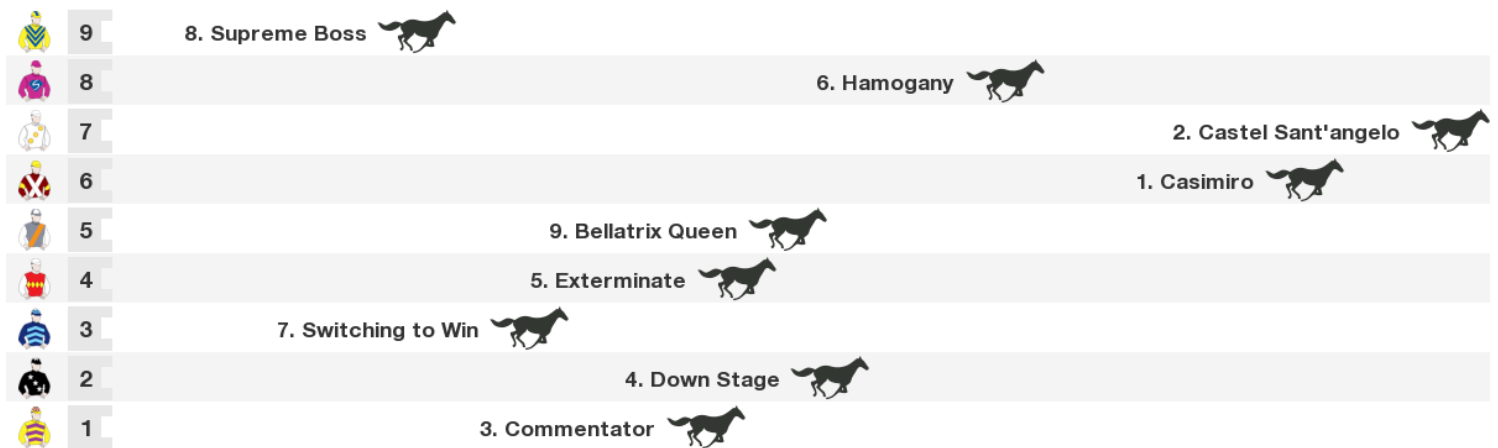 9 8. Supreme Boss
8 6. Hamogany
7 2. Castel Sant'angelo
6 1. Casimiro
5 9. Bellatrix Queen
4 5. Exterminate
3 7. Switching to Win
2 4. Down Stage
1 3. Commentator